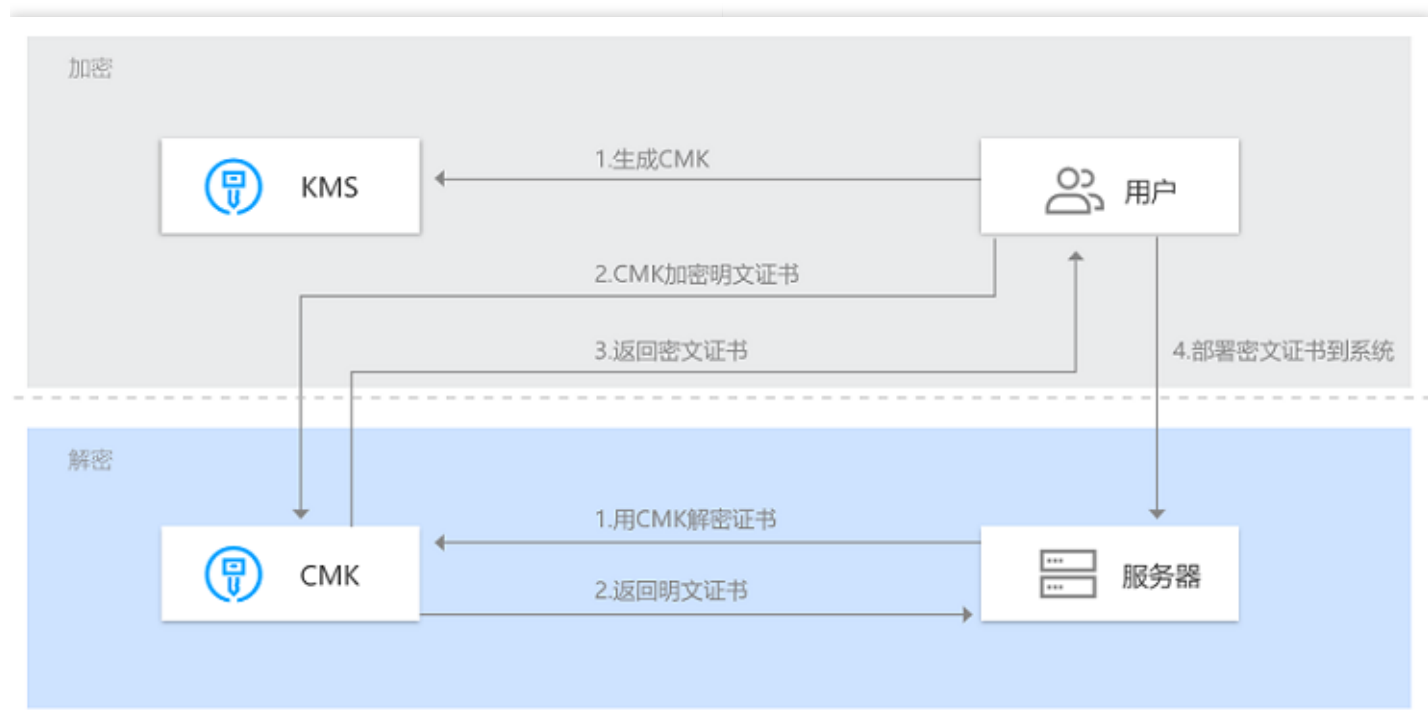 加密
1.生成CMK
KMS
用户
2.CMK加密明文证书
3.返回密文证书
4.部署密文证书到系统
解密
1.用CMK解密证书
CMK
服务器
2.返回明文证书